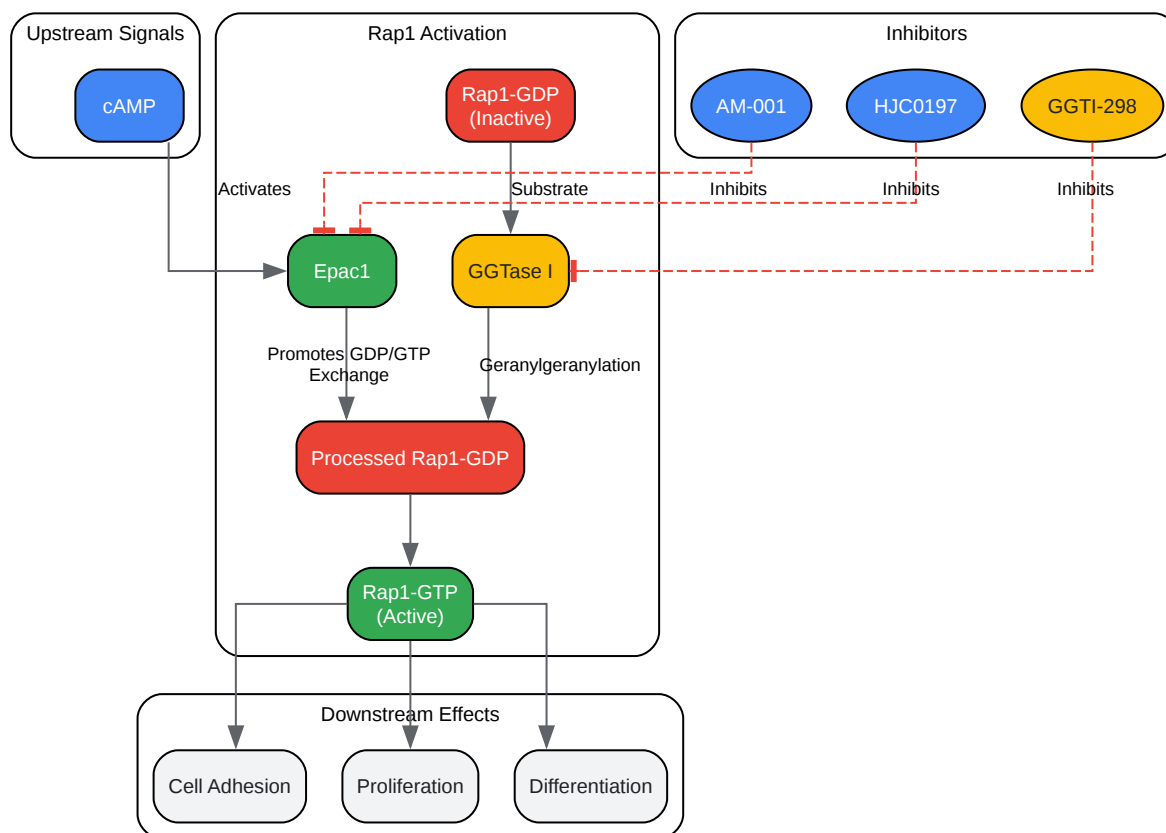 Upstream Signals
Rap1 Activation
Inhibitors
cAMP
Rap1-GDP
(Inactive)
AM-001
HJC0197
GGTI-298
Activates
Substrate
Inhibits
Inhibits
Inhibits
Epac1
GGTase I
Promotes GDP/GTP
Exchange
Geranylgeranylation
Processed Rap1-GDP
Rap1-GTP
(Active)
Downstream Effects
Cell Adhesion
Proliferation
Differentiation